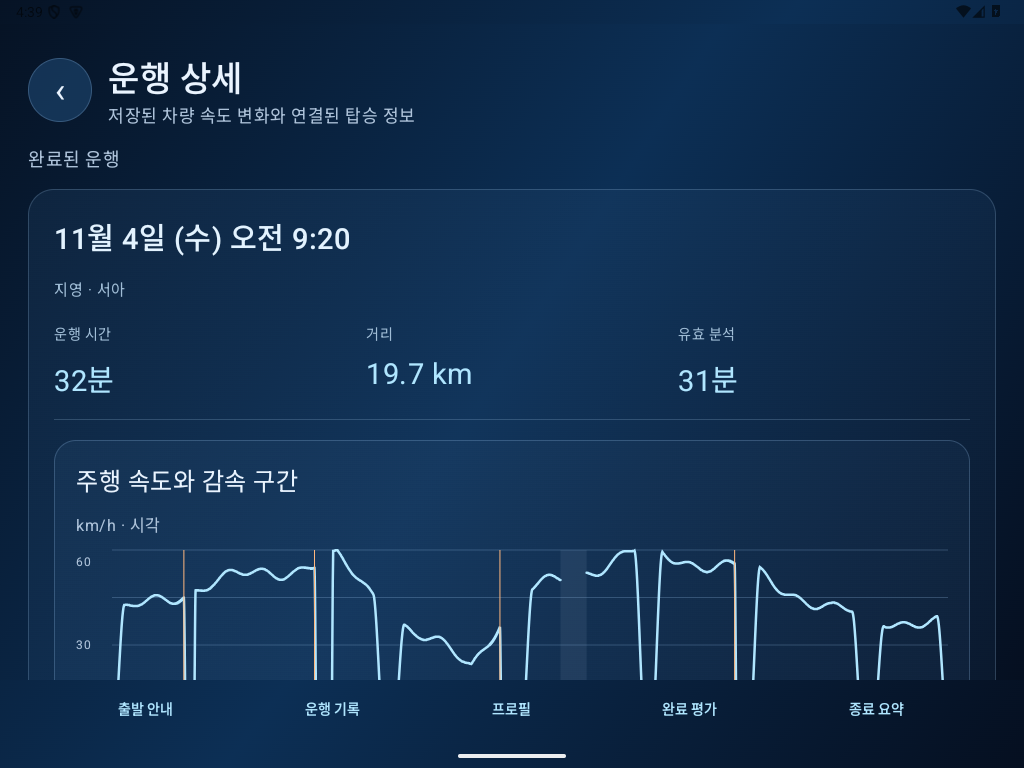 4:39
‹
운행 상세
저장된 차량 속도 변화와 연결된 탑승 정보
완료된 운행
11월 4일 (수) 오전 9:20
지영 · 서아
운행 시간
거리
유효 분석
32분
19.7 km
31분
주행 속도와 감속 구간
km/h · 시각
60
30
출발 안내
운행 기록
프로필
완료 평가
종료 요약